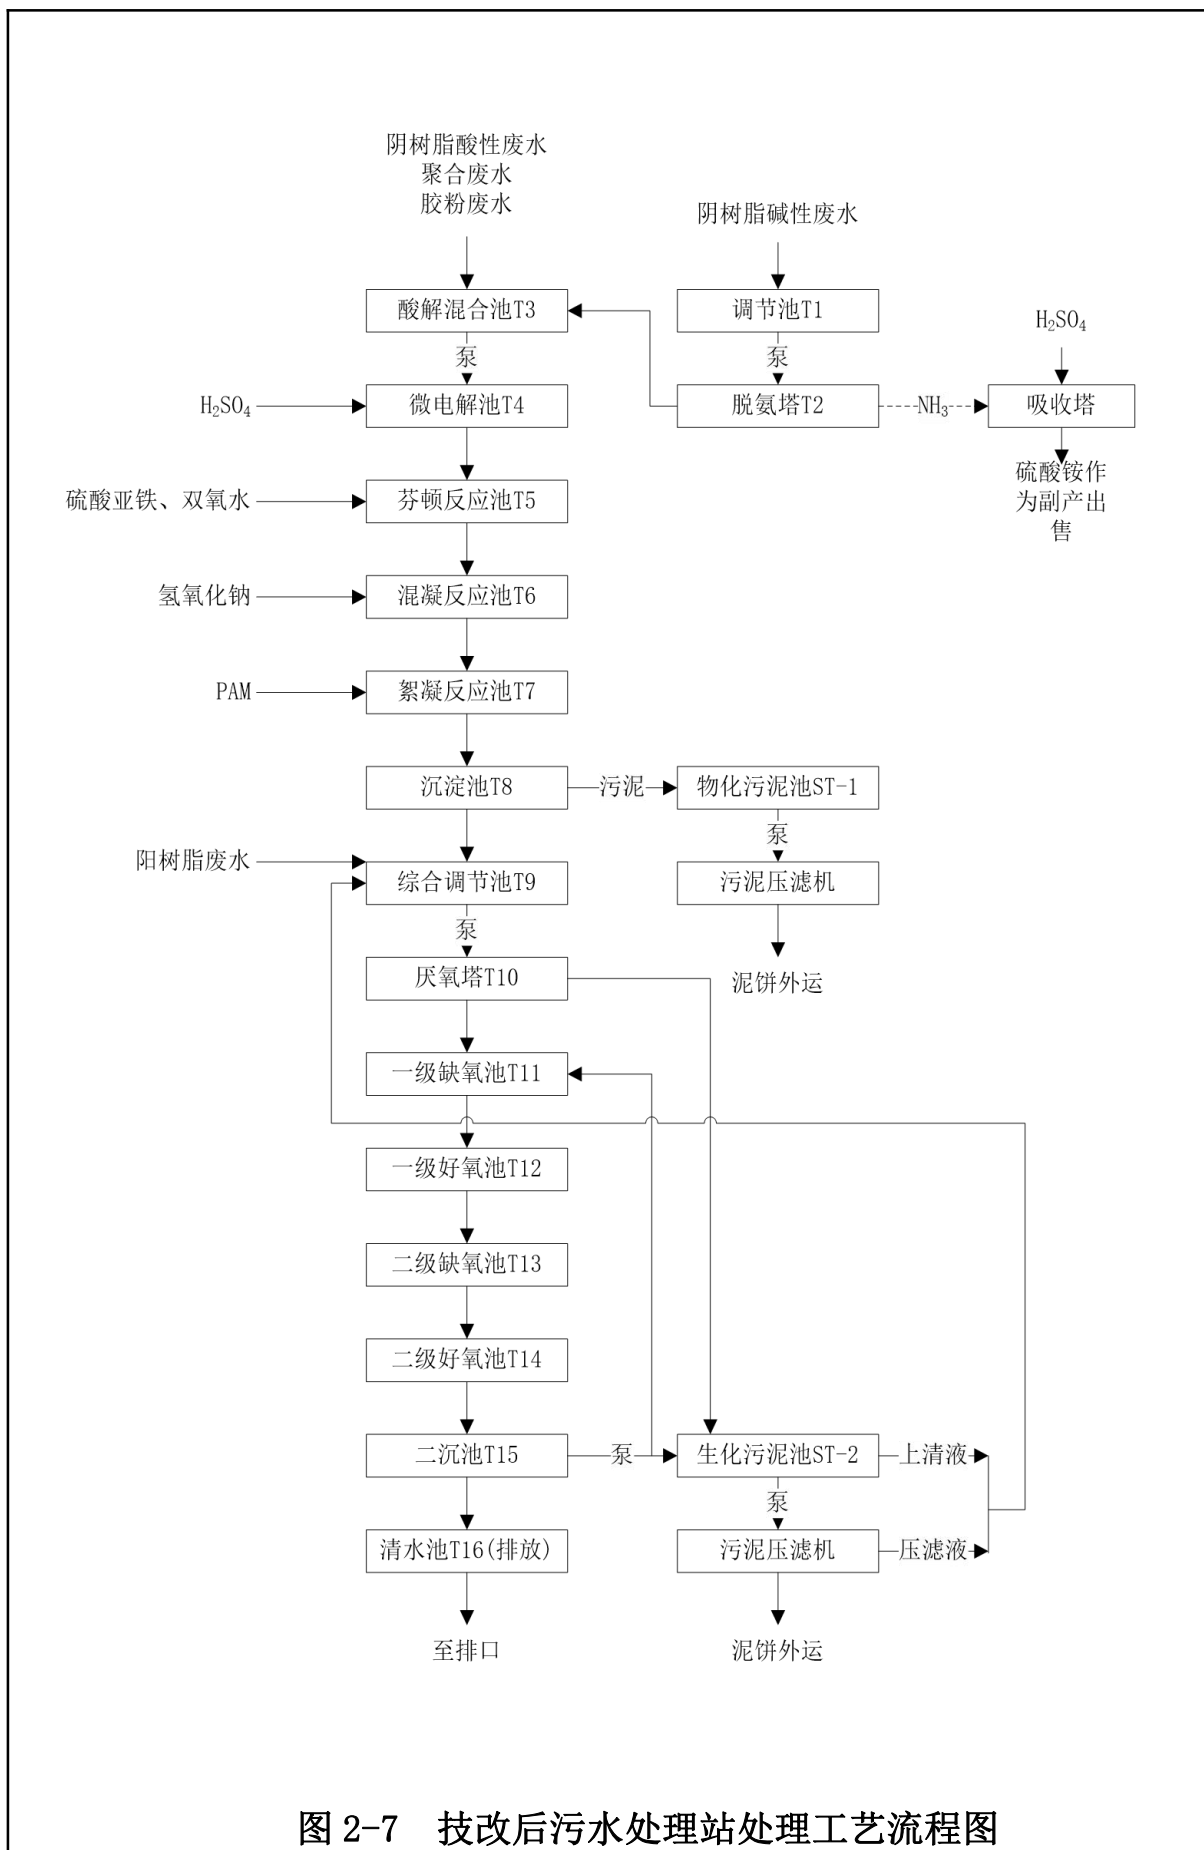 阴树脂酸性废水
聚合废水
胶粉废水
阴树脂碱性废水
酸解混合池T3
调节池T1
H₂SO₄
泵
泵
H₂SO₄
微电解池T4
脱氨塔T2
NH₃
吸收塔
硫酸亚铁、双氧水
芬顿反应池T5
硫酸铵作
为副产出
售
氢氧化钠
混凝反应池T6
PAM
絮凝反应池T7
沉淀池T8
污泥
物化污泥池ST-1
泵
阳树脂废水
综合调节池T9
污泥压滤机
泵
厌氧塔T10
泥饼外运
一级缺氧池T11
一级好氧池T12
二级缺氧池T13
二级好氧池T14
二沉池T15
泵
生化污泥池ST-2
上清液
泵
清水池T16(排放)
污泥压滤机
压滤液
至排口
泥饼外运
图 2-7 技改后污水处理站处理工艺流程图